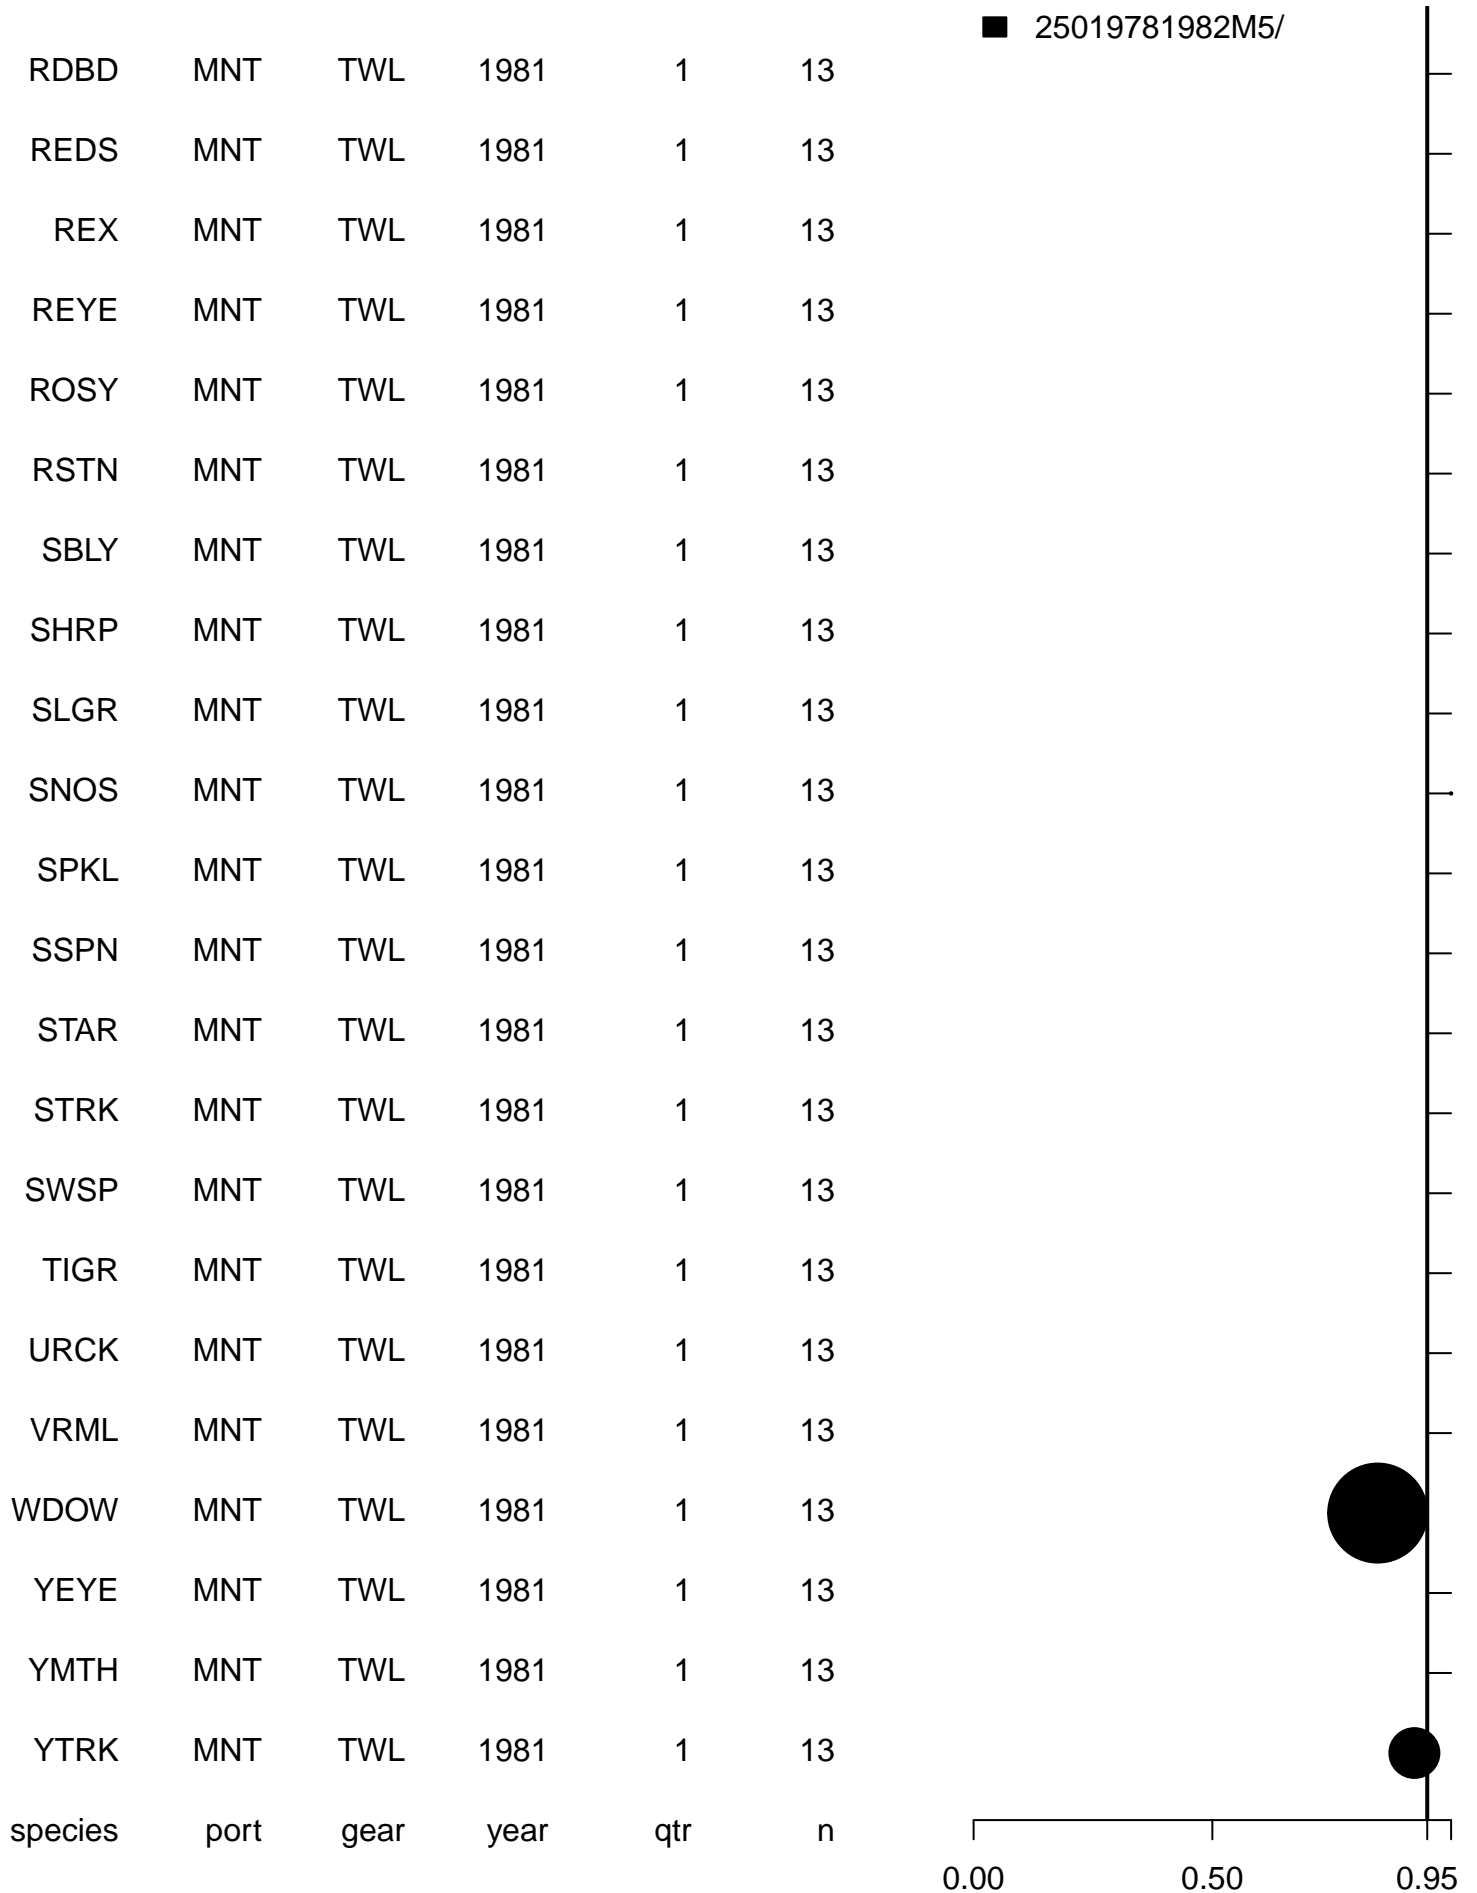 25019781982M5/
RDBD MNT TWL 1981 1 13
REDS MNT TWL 1981 1 13
REX MNT TWL 1981 1 13
REYE MNT TWL 1981 1 13
ROSY MNT TWL 1981 1 13
RSTN MNT TWL 1981 1 13
SBLY MNT TWL 1981 1 13
SHRP MNT TWL 1981 1 13
SLGR MNT TWL 1981 1 13
SNOS MNT TWL 1981 1 13
SPKL MNT TWL 1981 1 13
SSPN MNT TWL 1981 1 13
STAR MNT TWL 1981 1 13
STRK MNT TWL 1981 1 13
SWSP MNT TWL 1981 1 13
TIGR MNT TWL 1981 1 13
URCK MNT TWL 1981 1 13
VRML MNT TWL 1981 1 13
WDOW MNT TWL 1981 1 13
YEYE MNT TWL 1981 1 13
YMTH MNT TWL 1981 1 13
YTRK MNT TWL 1981 1 13
species port gear year qtr n
0.00 0.50 0.95